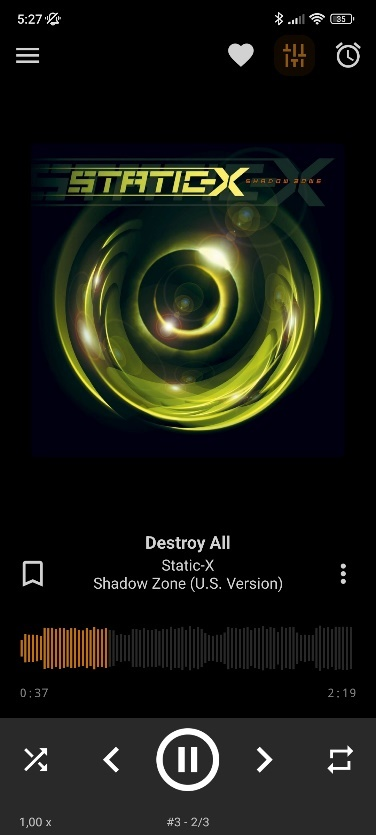 5:27
35
STATIC-X
SHADOW ZONE
Destroy All
Static-X
Shadow Zone (U.S. Version)
0:37
2:19
1,00 x
#3 - 2/3